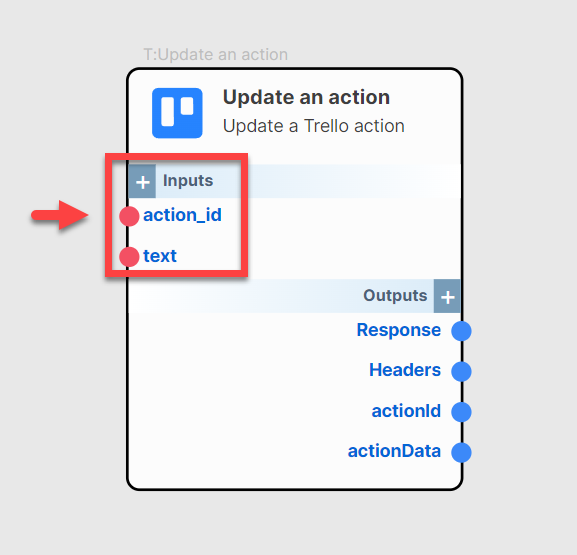 T:Update an action
Update an action
Update a Trello action
+ Inputs
action_id
text
Outputs +
Response
Headers
actionId
actionData